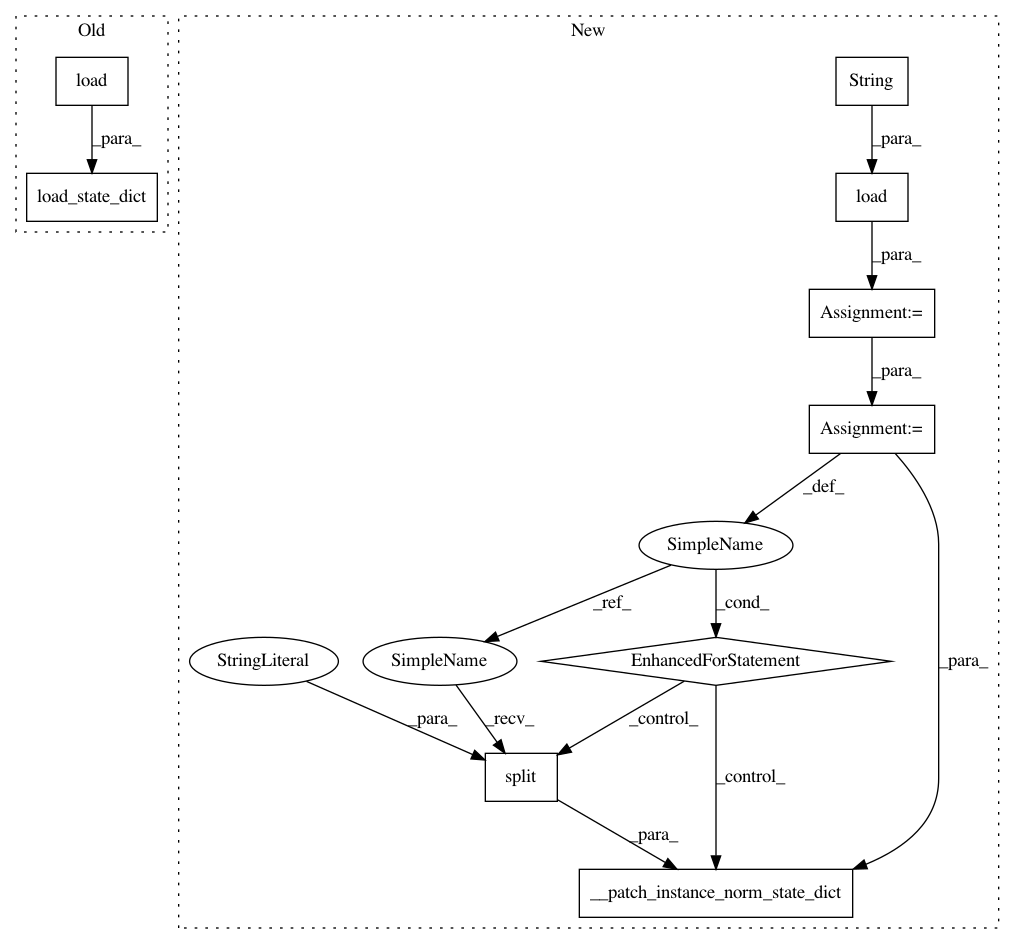 Old
New
load
String
_para_
_para_
load_state_dict
load
_para_
Assignment:=
_para_
Assignment:=
_def_
SimpleName
_ref_
_cond_
StringLiteral
SimpleName
EnhancedForStatement
_para_
_para_
_recv_
_control_
split
_control_
_para_
__patch_instance_norm_state_dict